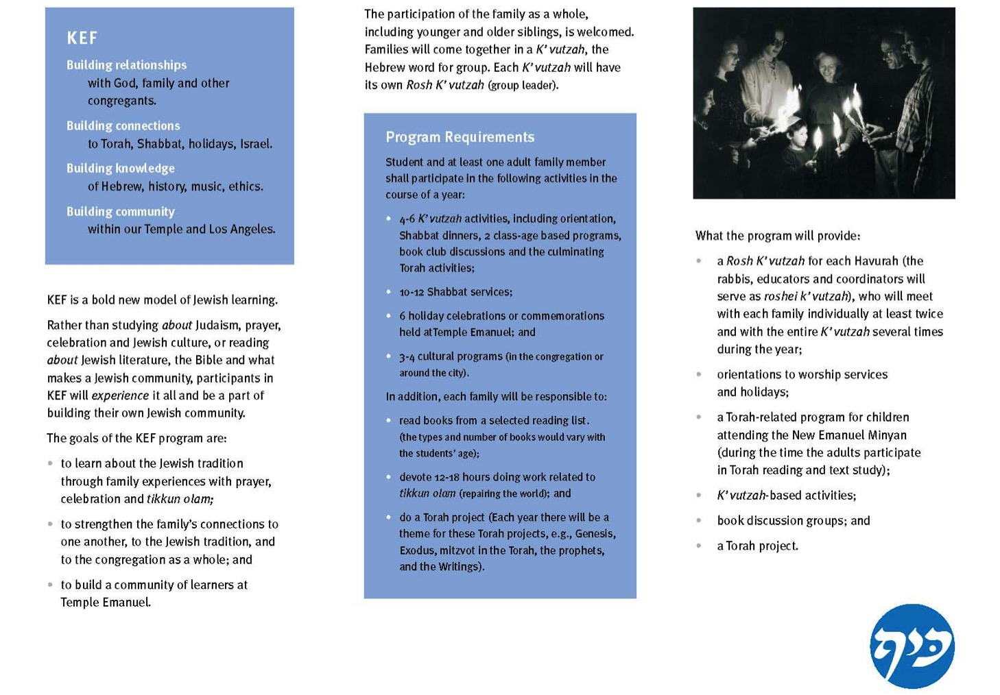 KEF
Building relationships
with God, family and other
congregants.
Building connections
to Torah, Shabbat, holidays, Israel.
Building knowledge
of Hebrew, history, music, ethics.
Building community
within our Temple and Los Angeles.
KEF is a bold new model of Jewish learning.
Rather than studying about Judaism, prayer,
celebration and Jewish culture, or reading
about Jewish literature, the Bible and what
makes a Jewish community, participants in
KEF will experience it all and be a part of
building their own Jewish community.
The goals of the KEF program are:
• to learn about the Jewish tradition
through family experiences with prayer,
celebration and tikkun olam;
• to strengthen the family's connections to
one another, to the Jewish tradition, and
to the congregation as a whole; and
• to build a community of learners at
Temple Emanuel.
The participation of the family as a whole,
including younger and older siblings, is welcomed.
Families will come together in a K' vutzah, the
Hebrew word for group. Each K' vutzah will have
its own Rosh K' vutzah (group leader).
Program Requirements
Student and at least one adult family member
shall participate in the following activities in the
course of a year:
• 4-6 K' vutzah activities, including orientation,
Shabbat dinners, 2 class-age based programs,
book club discussions and the culminating
Torah activities;
• 10-12 Shabbat services;
• 6 holiday celebrations or commemorations
held atTemple Emanuel; and
• 3-4 cultural programs (in the congregation or
around the city).
In addition, each family will be responsible to:
• read books from a selected reading list.
(the types and number of books would vary with
the students' age);
• devote 12-18 hours doing work related to
tikkun olam (repairing the world); and
• do a Torah project (Each year there will be a
theme for these Torah projects, e.g., Genesis,
Exodus, mitzvot in the Torah, the prophets,
and the Writings).
What the program will provide:
• a Rosh K' vutzah for each Havurah (the
rabbis, educators and coordinators will
serve as roshei k' vutzah), who will meet
with each family individually at least twice
and with the entire K' vutzah several times
during the year;
• orientations to worship services
and holidays;
• a Torah-related program for children
attending the New Emanuel Minyan
(during the time the adults participate
in Torah reading and text study);
• K' vutzah-based activities;
• book discussion groups; and
• a Torah project.
כּיף